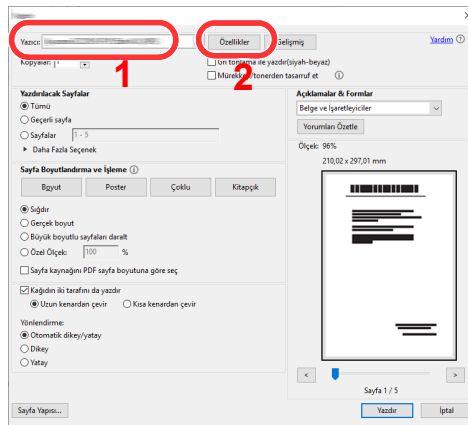 Yazıcı: Özellikler Gelişmiş Yardım
Kopyalar: 1 Gri tonlama ile yazdır(siyah-beyaz)
1 2 Mürekkep/tonerden tasarruf et
Yazdırılacak Sayfalar
Tümü
Geçerli sayfa
Sayfalar 1 - 5
Daha Fazla Seçenek
Sayfa Boyutlandırma ve İşleme
Boyut Poster Çoklu Kitapçık
Sığdır
Gerçek boyut
Büyük boyutlu sayfaları daralt
Özel Ölçek: 100 %
Sayfa kaynağını PDF sayfa boyutuna göre seç
Kağıdın iki tarafını da yazdır
Uzun kenardan çevir Kısa kenardan çevir
Yönlendirme:
Otomatik dikey/yatay
Dikey
Yatay
Açıklamalar & Formlar
Belge ve İşaretleyiciler
Yorumları Özetle
Ölçek: 96%
210,02 x 297,01 mm
< >
Sayfa 1 / 5
Sayfa Yapısı... Yazdır İptal